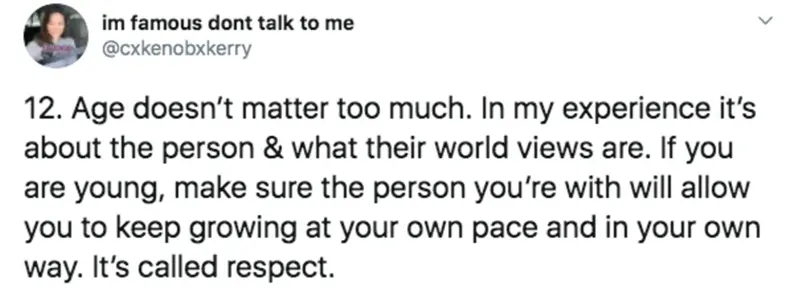 im famous dont talk to me
@cxkenobxkerry
12. Age doesn't matter too much. In my experience it's
about the person & what their world views are. If you
are young, make sure the person you're with will allow
you to keep growing at your own pace and in your own
way. It's called respect.